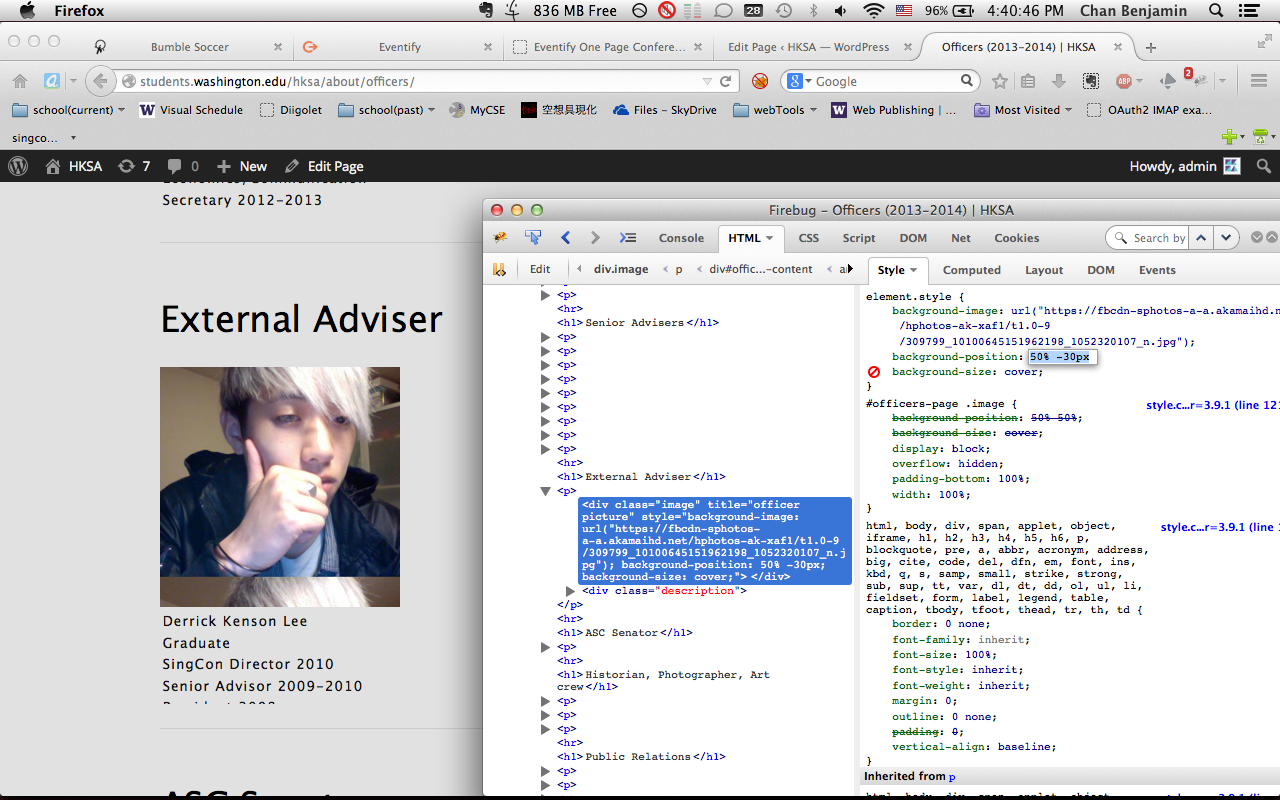 Firefox
836 MB Free
28
96%
4:40:46 PM
Chan Benjamin
Bumble Soccer
Eventify
Eventify One Page Confere...
Edit Page ‹ HKSA — WordPress
Officers (2013-2014) | HKSA
students.washington.edu/hksa/about/officers/
Google
ABP
2
school(current)
Visual Schedule
Diigolet
school(past)
MyCSE
空想具現化
Files - SkyDrive
webTools
Web Publishing | ...
Most Visited
OAuth2 IMAP exa...
singco...
HKSA
7
0
New
Edit Page
Howdy, admin
Secretary 2012-2013
External Adviser
Derrick Kenson Lee
Graduate
SingCon Director 2010
Senior Advisor 2009-2010
Firebug - Officers (2013-2014) | HKSA
Console
HTML
CSS
Script
DOM
Net
Cookies
Search by
Edit
div.image
< p
< div#offic...-content
< a
Style
Computed
Layout
DOM
Events
<p>
<hr>
<h1>Senior Advisers</h1>
<p>
<p>
<p>
<p>
<p>
<p>
<p>
<p>
<p>
<hr>
<h1>External Adviser</h1>
<p>
<div class="image" title="officer
picture" style="background-image:
url("https://fbcdn-sphotos-
a-a.akamaihd.net/hphotos-ak-xaf1/t1.0-9
/309799_10100645151962198_1052320107_n.j
pg"); background-position: 50% -30px;
background-size: cover;"></div>
<div class="description">
</p>
<hr>
<h1>ASC Senator</h1>
<p>
<hr>
<h1>Historian, Photographer, Art
crew</h1>
<p>
<p>
<p>
<hr>
<h1>Public Relations</h1>
<p>
<p>
element.style {
background-image: url("https://fbcdn-sphotos-a-a.akamaihd.n
/hphotos-ak-xaf1/t1.0-9
/309799_10100645151962198_1052320107_n.jpg");
background-position: 50% -30px
background-size: cover;
}
#officers-page .image {
style.c...r=3.9.1 (line 121
background-position: 50% 50%;
background-size: cover;
display: block;
overflow: hidden;
padding-bottom: 100%;
width: 100%;
}
html, body, div, span, applet, object,
style.c...r=3.9.1 (line
iframe, h1, h2, h3, h4, h5, h6, p,
blockquote, pre, a, abbr, acronym, address,
big, cite, code, del, dfn, em, font, ins,
kbd, q, s, samp, small, strike, strong,
sub, sup, tt, var, dl, dt, dd, ol, ul, li,
fieldset, form, label, legend, table,
caption, tbody, tfoot, thead, tr, th, td {
border: 0 none;
font-family: inherit;
font-size: 100%;
font-style: inherit;
font-weight: inherit;
margin: 0;
outline: 0 none;
padding: 0;
vertical-align: baseline;
}
Inherited from p